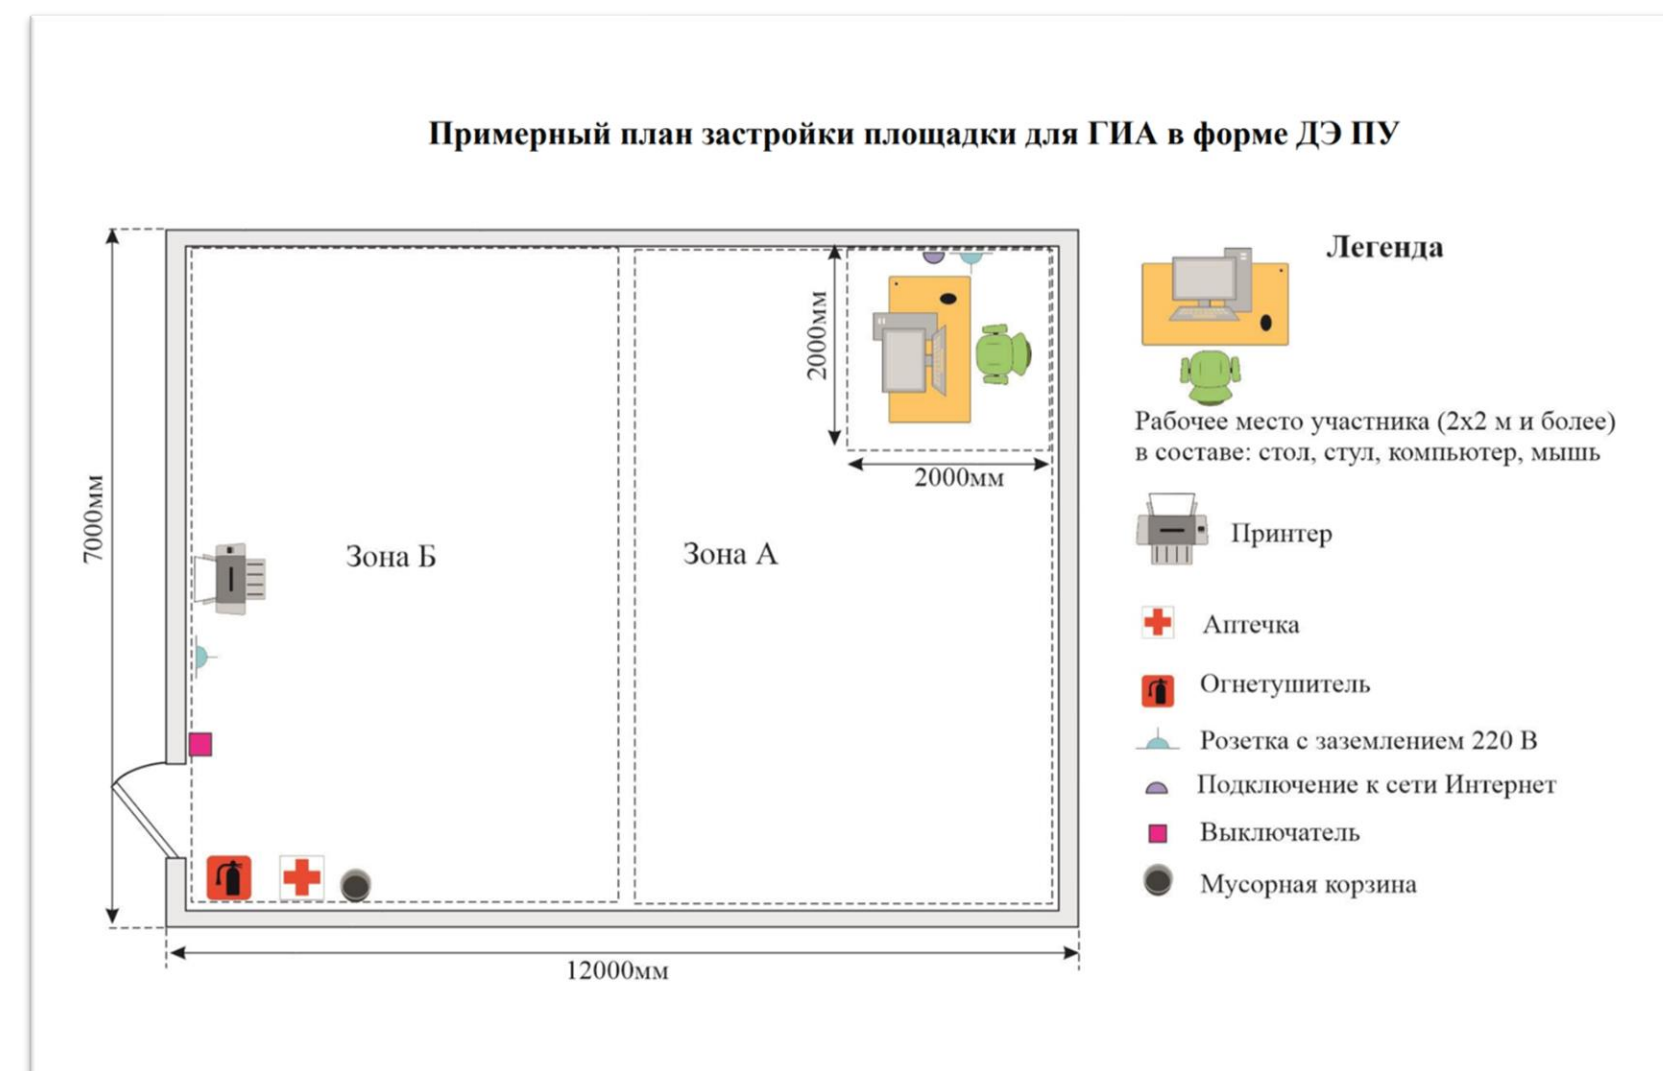 Примерный план застройки площадки для ГИА в форме ДЭ ПУ
Легенда
2000мм
2000мм
Рабочее место участника (2х2 м и более)
в составе: стол, стул, компьютер, мышь
7000мм
Зона Б
Зона А
Принтер
Аптечка
Огнетушитель
Розетка с заземлением 220 В
Подключение к сети Интернет
Выключатель
Мусорная корзина
12000мм